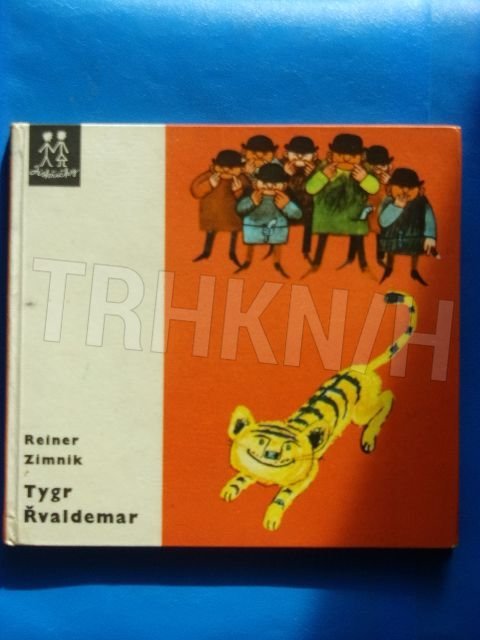 TRHKNIH
Reiner
Zimnik
Tygr
Řvaldemar